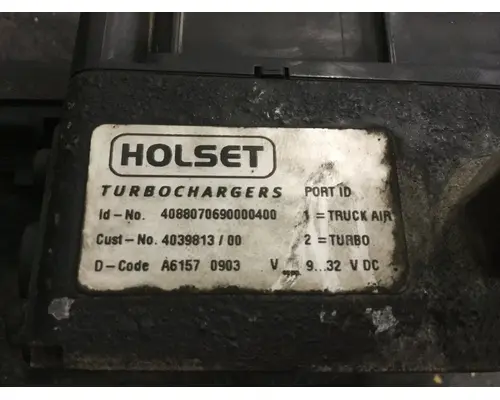 HOLSET
TURBOCHARGERS PORT ID
Id-No. 4088070690000400 1 = TRUCK AIR
Cust-No. 4039813 / 00 2 = TURBO
D-Code A6157 0903 V 9...32 V DC